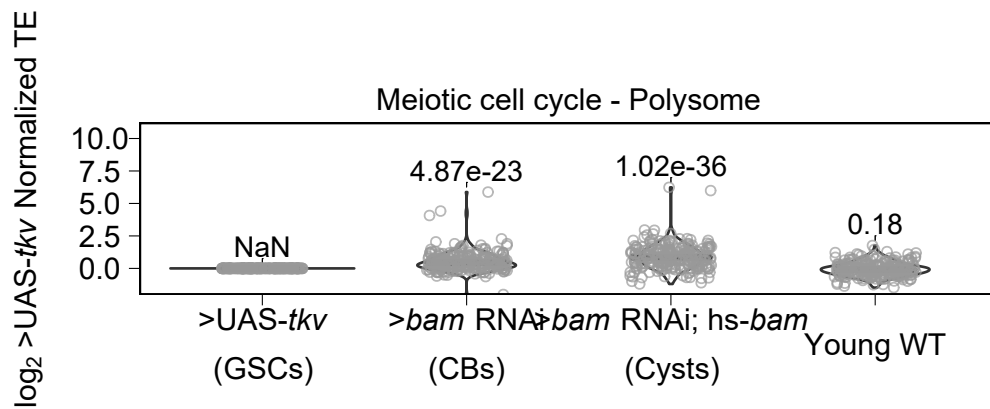 Meiotic cell cycle - Polysome
log₂ >UAS-tkv Normalized TE
10.0
7.5
5.0
2.5
0.0
NaN
4.87e-23
1.02e-36
0.18
>UAS-tkv
(GSCs)
>bam RNAi
(CBs)
>bam RNAi; hs-bam
(Cysts)
Young WT